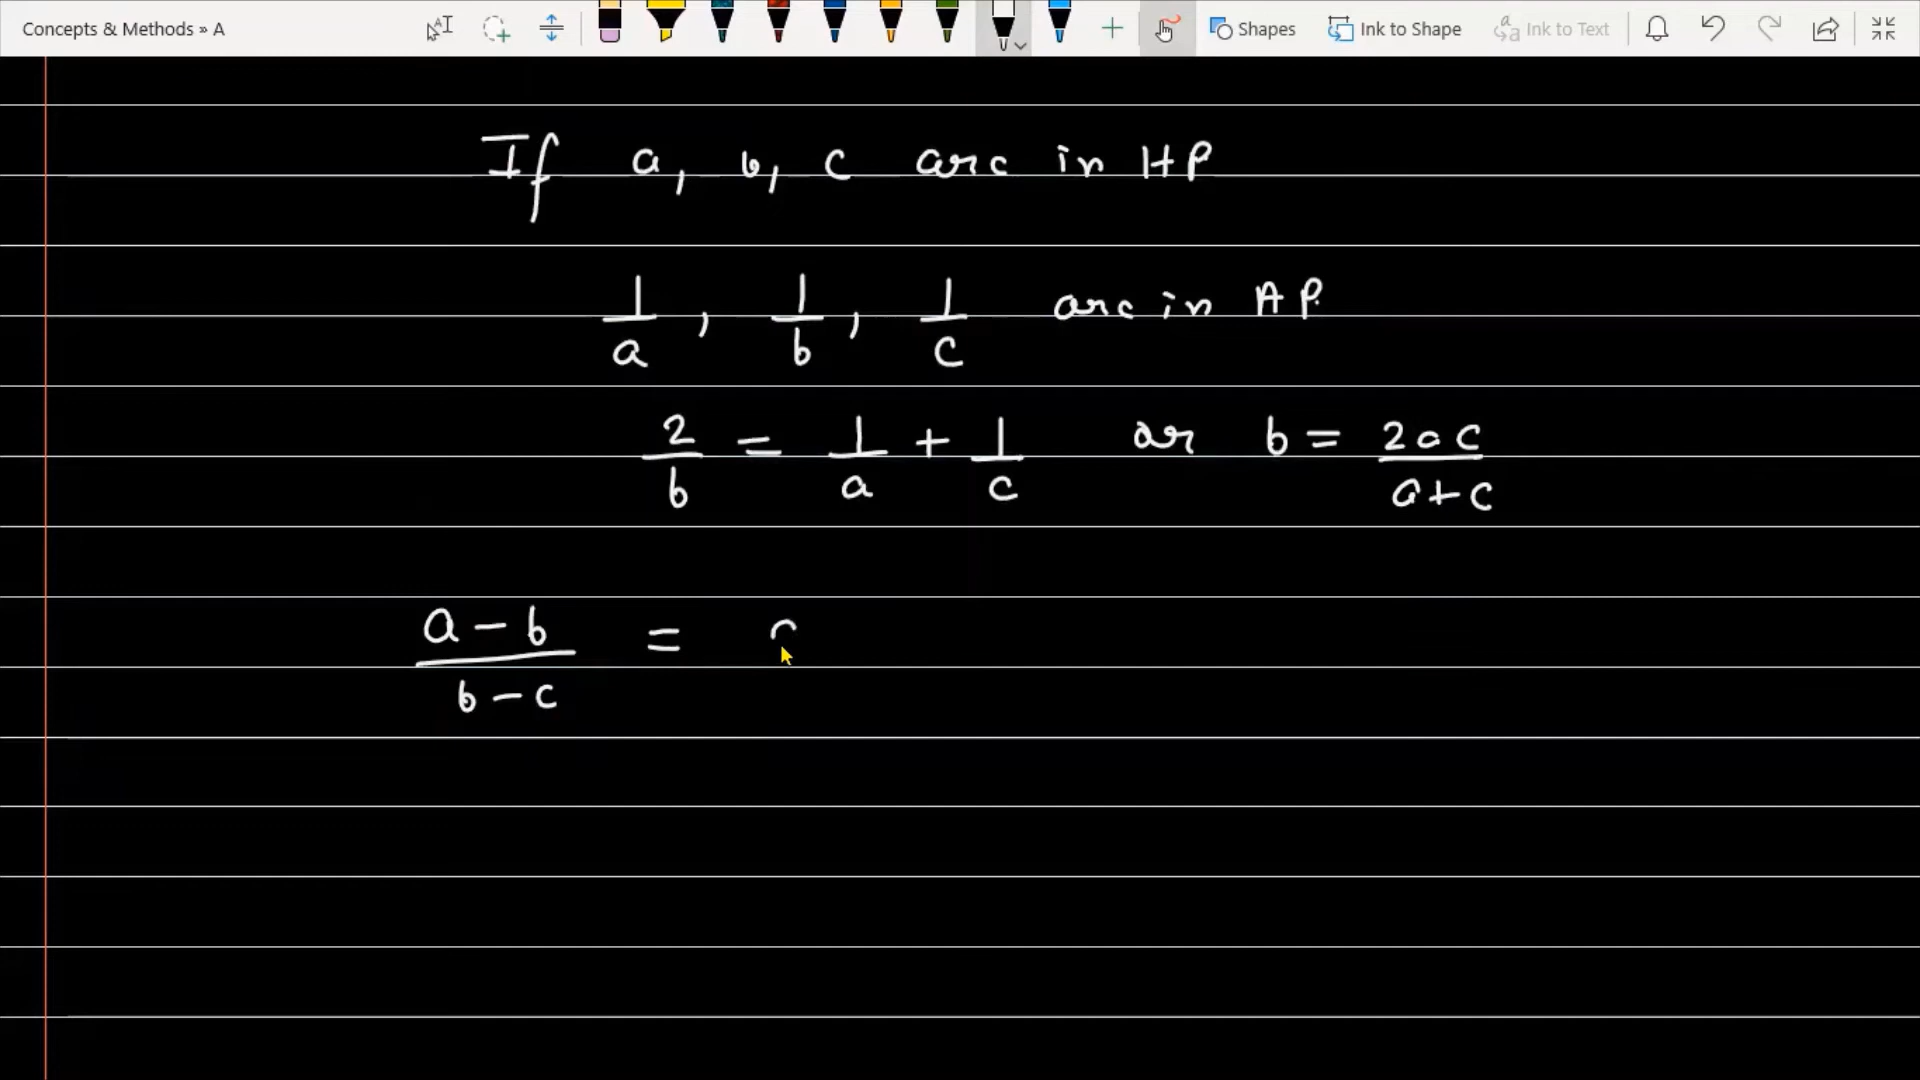 Concepts & Methods » A Shapes Ink to Shape Ink to Text
If a, b, c are in HP
1/a , 1/b , 1/c are in AP.
2/b = 1/a + 1/c or b = 2ac/a+c
a-b/b-c =